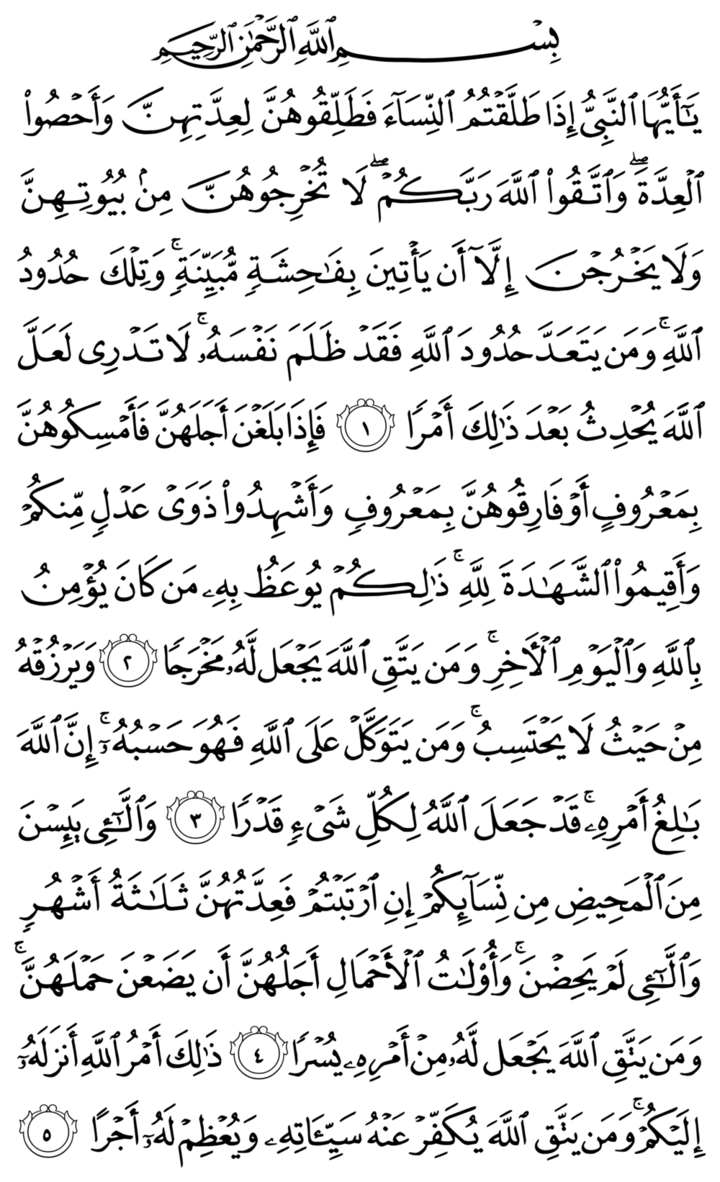 بِسْمِ ٱللَّهِ ٱلرَّحْمَٰنِ ٱلرَّحِيمِ
يَٰٓأَيُّهَا ٱلنَّبِىُّ إِذَا طَلَّقْتُمُ ٱلنِّسَآءَ فَطَلِّقُوهُنَّ لِعِدَّتِهِنَّ وَأَحْصُوا۟
ٱلْعِدَّةَ ۖ وَٱتَّقُوا۟ ٱللَّهَ رَبَّكُمْ ۖ لَا تُخْرِجُوهُنَّ مِنۢ بُيُوتِهِنَّ
وَلَا يَخْرُجْنَ إِلَّآ أَن يَأْتِينَ بِفَٰحِشَةٍ مُّبَيِّنَةٍ ۚ وَتِلْكَ حُدُودُ
ٱللَّهِ ۚ وَمَن يَتَعَدَّ حُدُودَ ٱللَّهِ فَقَدْ ظَلَمَ نَفْسَهُۥ ۚ لَا تَدْرِى لَعَلَّ
ٱللَّهَ يُحْدِثُ بَعْدَ ذَٰلِكَ أَمْرًا ١ فَإِذَا بَلَغْنَ أَجَلَهُنَّ فَأَمْسِكُوهُنَّ
بِمَعْرُوفٍ أَوْ فَارِقُوهُنَّ بِمَعْرُوفٍ وَأَشْهِدُوا۟ ذَوَىْ عَدْلٍ مِّنكُمْ
وَأَقِيمُوا۟ ٱلشَّهَٰدَةَ لِلَّهِ ۚ ذَٰلِكُمْ يُوعَظُ بِهِۦ مَن كَانَ يُؤْمِنُ
بِٱللَّهِ وَٱلْيَوْمِ ٱلْءَاخِرِ ۚ وَمَن يَتَّقِ ٱللَّهَ يَجْعَل لَّهُۥ مَخْرَجًا ٢ وَيَرْزُقْهُ
مِنْ حَيْثُ لَا يَحْتَسِبُ ۚ وَمَن يَتَوَكَّلْ عَلَى ٱللَّهِ فَهُوَ حَسْبُهُۥٓ ۚ إِنَّ ٱللَّهَ
بَٰلِغُ أَمْرِهِۦ ۚ قَدْ جَعَلَ ٱللَّهُ لِكُلِّ شَىْءٍ قَدْرًا ٣ وَٱلَّٰٓـِٔى يَئِسْنَ
مِنَ ٱلْمَحِيضِ مِن نِّسَآئِكُمْ إِنِ ٱرْتَبْتُمْ فَعِدَّتُهُنَّ ثَلَٰثَةُ أَشْهُرٍ
وَٱلَّٰٓـِٔى لَمْ يَحِضْنَ ۚ وَأُو۟لَٰتُ ٱلْأَحْمَالِ أَجَلُهُنَّ أَن يَضَعْنَ حَمْلَهُنَّ ۚ
وَمَن يَتَّقِ ٱللَّهَ يَجْعَل لَّهُۥ مِنْ أَمْرِهِۦ يُسْرًا ٤ ذَٰلِكَ أَمْرُ ٱللَّهِ أَنزَلَهُۥٓ
إِلَيْكُمْ ۚ وَمَن يَتَّقِ ٱللَّهَ يُكَفِّرْ عَنْهُ سَيِّـَٔاتِهِۦ وَيُعْظِمْ لَهُۥٓ أَجْرًا ٥